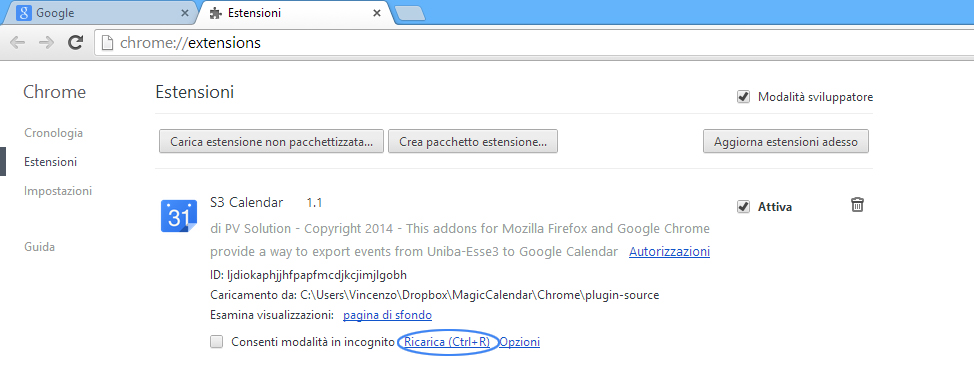 Google
Estensioni
chrome://extensions
Chrome
Estensioni
Modalità sviluppatore
Cronologia
Carica estensione non pacchettizzata...
Crea pacchetto estensione...
Aggiorna estensioni adesso
Estensioni
Impostazioni
Guida
31
S3 Calendar 1.1
Attiva
di PV Solution - Copyright 2014 - This addons for Mozilla Firefox and Google Chrome
provide a way to export events from Uniba-Esse3 to Google Calendar Autorizzazioni
ID: ljdiokaphjjhfpapfmcdjkcjimjlgobh
Caricamento da: C:\Users\Vincenzo\Dropbox\MagicCalendar\Chrome\plugin-source
Esamina visualizzazioni: pagina di sfondo
Consenti modalità in incognito Ricarica (Ctrl+R) Opzioni